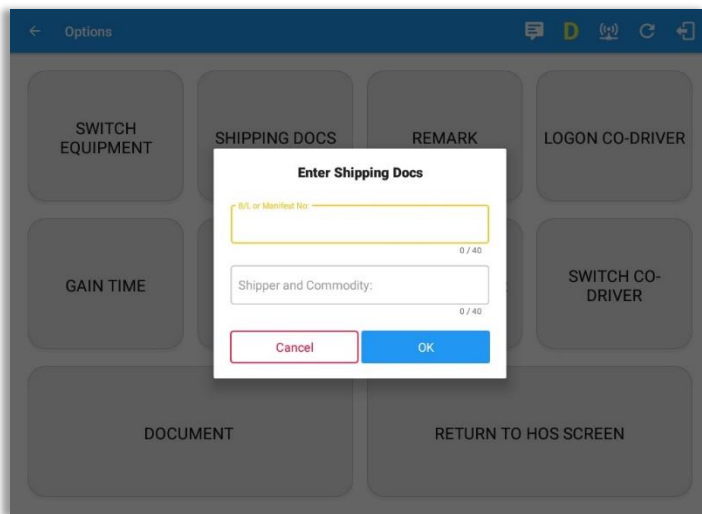 Options
D
SWITCH
EQUIPMENT
SHIPPING DOCS
REMARK
LOGON CO-DRIVER
Enter Shipping Docs
B/L or Manifest No:
0 / 40
Shipper and Commodity:
0 / 40
Cancel
OK
GAIN TIME
SWITCH CO-
DRIVER
DOCUMENT
RETURN TO HOS SCREEN